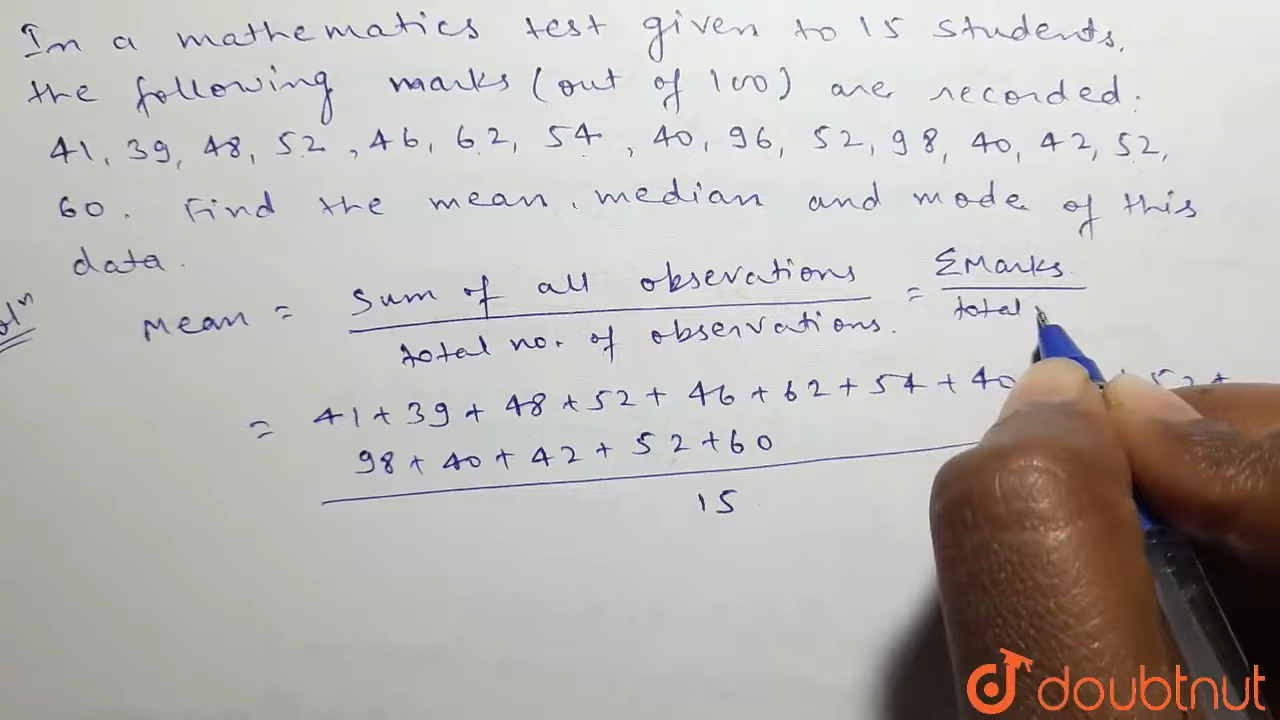 In a mathematics test given to 15 students,
the following marks (out of 100) are recorded:
41, 39, 48, 52, 46, 62, 54, 40, 96, 52, 98, 40, 42, 52,
60. Find the mean, median and mode of this
data.
Mean = Sum of all obsevations / total no. of observations. = Σ Marks. / total
= 41 + 39 + 48 + 52 + 46 + 62 + 54 + 40 52 +
98 + 40 + 42 + 52 + 60
15
doubtnut